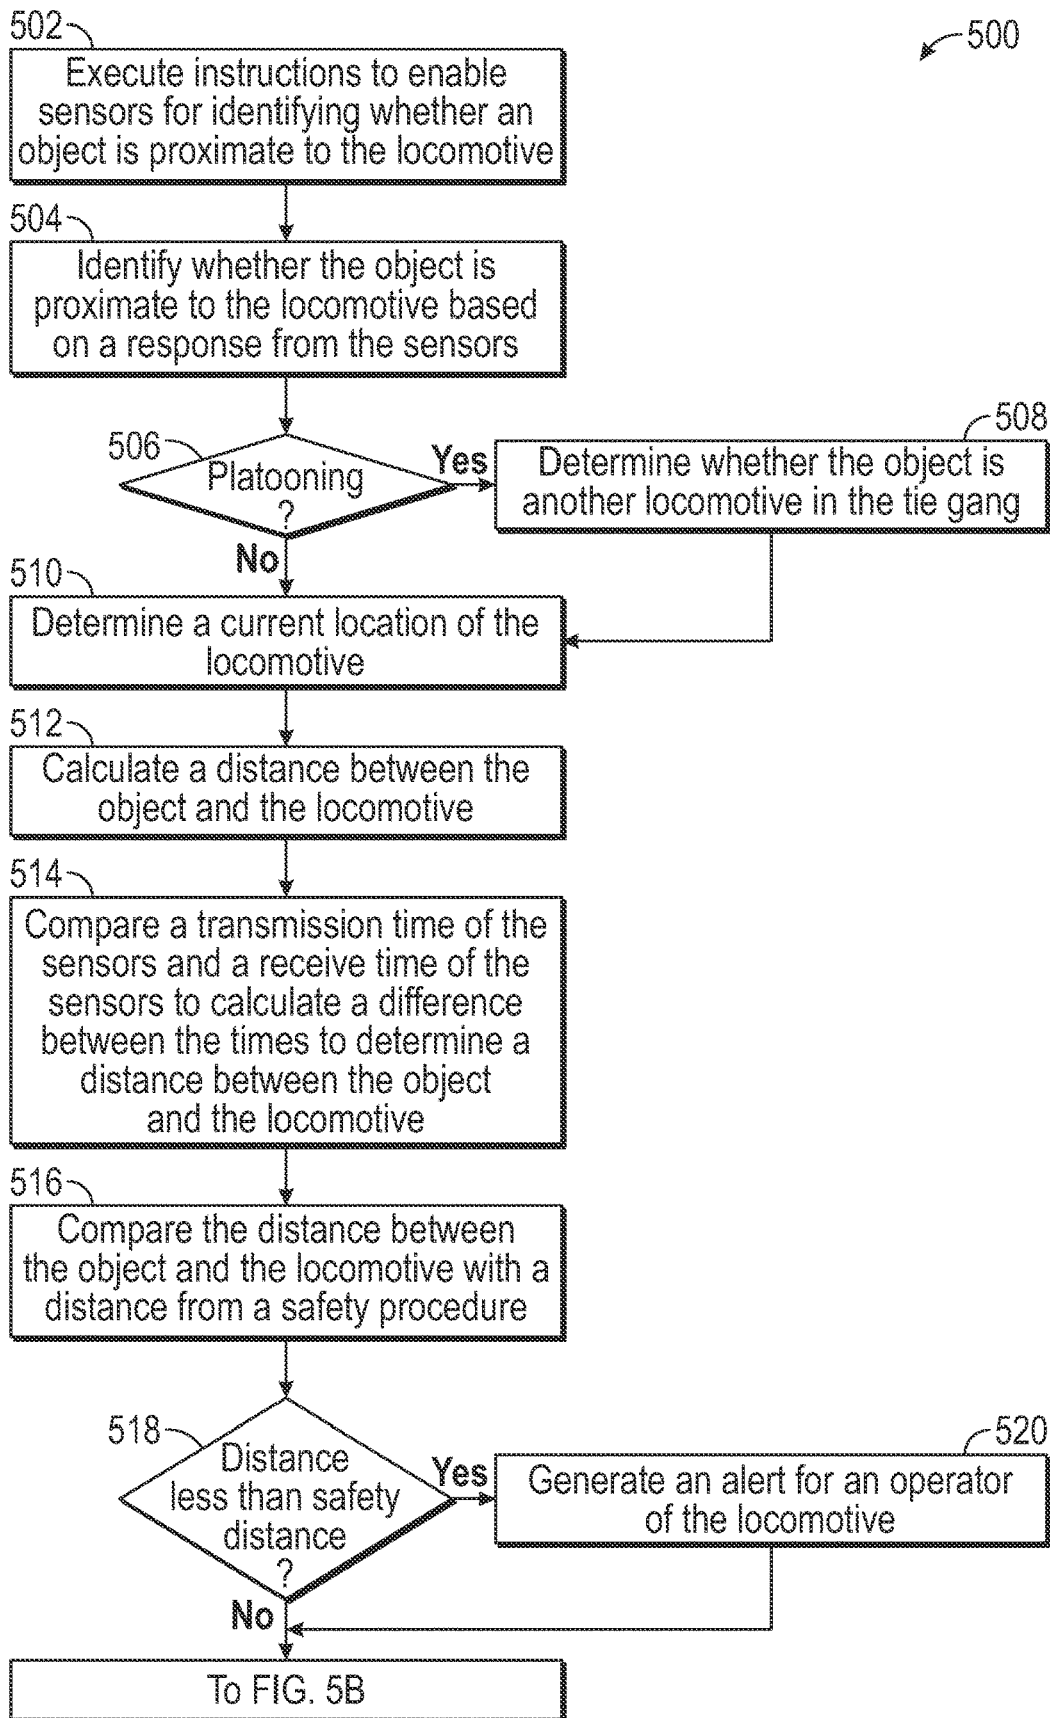 500
502
Execute instructions to enable
sensors for identifying whether an
object is proximate to the locomotive
504
Identify whether the object is
proximate to the locomotive based
on a response from the sensors
506
Platooning
?
Yes
No
508
Determine whether the object is
another locomotive in the tie gang
510
Determine a current location of the
locomotive
512
Calculate a distance between the
object and the locomotive
514
Compare a transmission time of the
sensors and a receive time of the
sensors to calculate a difference
between the times to determine a
distance between the object
and the locomotive
516
Compare the distance between
the object and the locomotive with a
distance from a safety procedure
518
Distance
less than safety
distance
?
Yes
No
520
Generate an alert for an operator
of the locomotive
To FIG. 5B